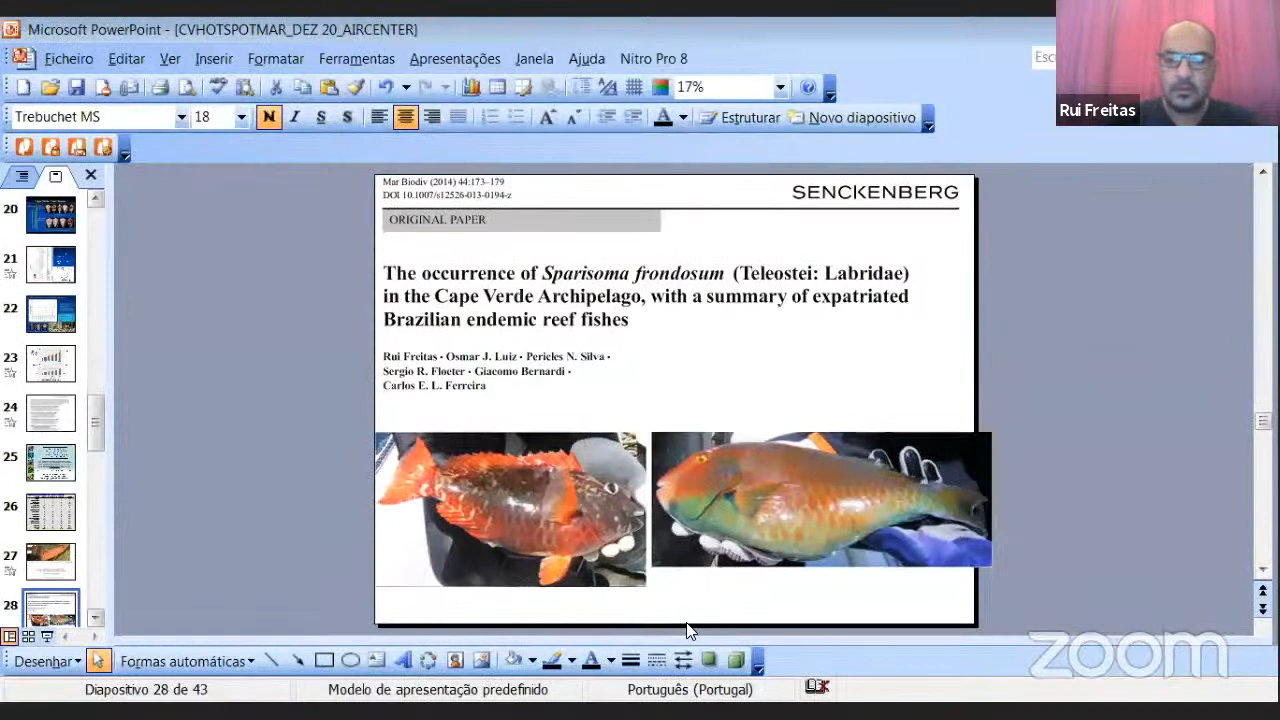 Microsoft PowerPoint - [CVHOTSPOTMAR_DEZ 20_AIRCENTER]
Ficheiro Editar Ver Inserir Formatar Ferramentas Apresentações Janela Ajuda Nitro Pro 8
17%
Trebuchet MS 18 N I S S A Estruturar Novo diapositivo
Rui Freitas
Mar Biodiv (2014) 44:173–179
DOI 10.1007/s12526-013-0194-z
SENCKENBERG
ORIGINAL PAPER
The occurrence of Sparisoma frondosum (Teleostei: Labridae)
in the Cape Verde Archipelago, with a summary of expatriated
Brazilian endemic reef fishes
Rui Freitas · Osmar J. Luiz · Pericles N. Silva ·
Sergio R. Floeter · Giacomo Bernardi ·
Carlos E. L. Ferreira
20
21
22
23
24
25
26
27
28
zoom
Desenhar Formas automáticas
Diapositivo 28 de 43 Modelo de apresentação predefinido Português (Portugal)